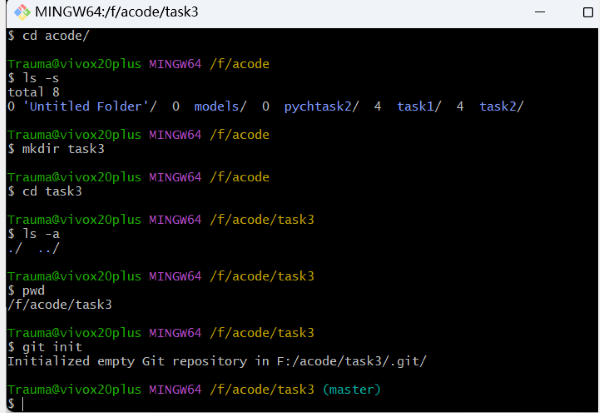 MINGW64:/f/acode/task3
$ cd acode/
Trauma@vivox20plus MINGW64 /f/acode
$ ls -s
total 8
0 'Untitled Folder'/  0 models/  0 pychtask2/  4 task1/  4 task2/
Trauma@vivox20plus MINGW64 /f/acode
$ mkdir task3
Trauma@vivox20plus MINGW64 /f/acode
$ cd task3
Trauma@vivox20plus MINGW64 /f/acode/task3
$ ls -a
./  ../
Trauma@vivox20plus MINGW64 /f/acode/task3
$ pwd
/f/acode/task3
Trauma@vivox20plus MINGW64 /f/acode/task3
$ git init
Initialized empty Git repository in F:/acode/task3/.git/
Trauma@vivox20plus MINGW64 /f/acode/task3 (master)
$